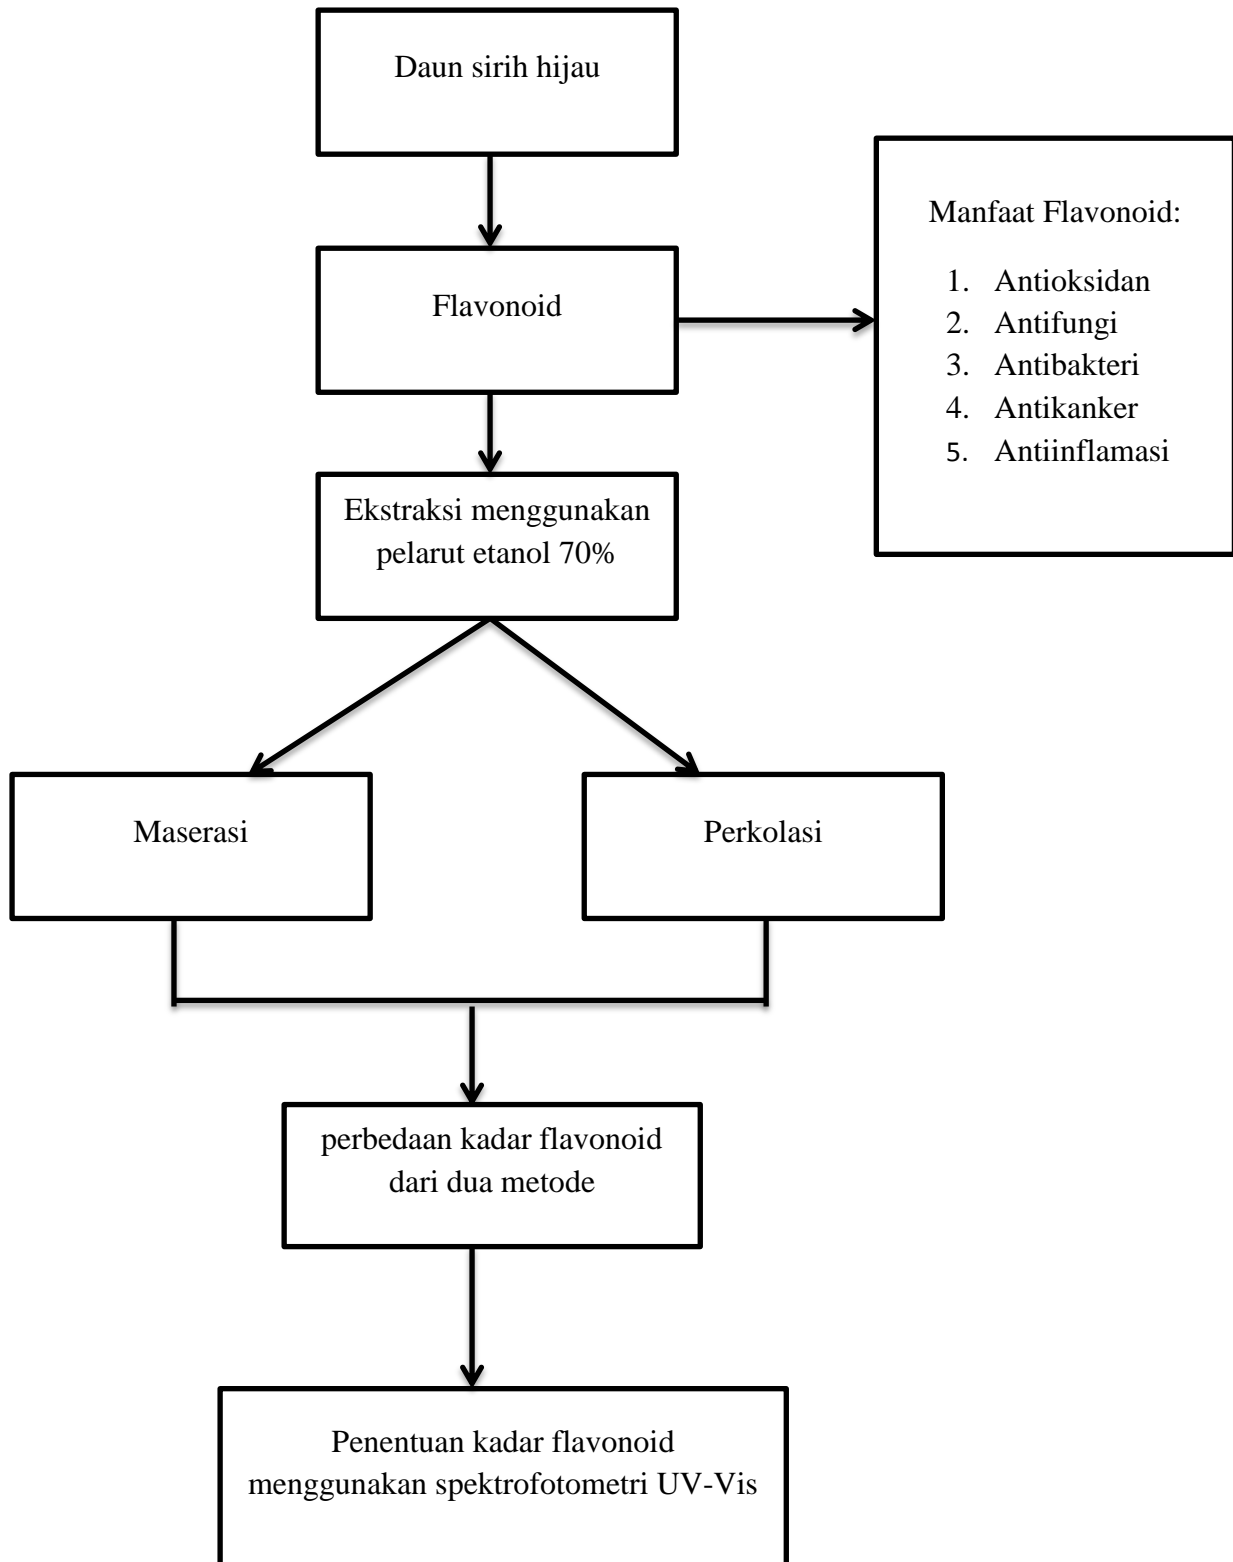 Daun sirih hijau
Flavonoid
Manfaat Flavonoid:
1. Antioksidan
2. Antifungi
3. Antibakteri
4. Antikanker
5. Antiinflamasi
Ekstraksi menggunakan
pelarut etanol 70%
Maserasi
Perkolasi
perbedaan kadar flavonoid
dari dua metode
Penentuan kadar flavonoid
menggunakan spektrofotometri UV-Vis